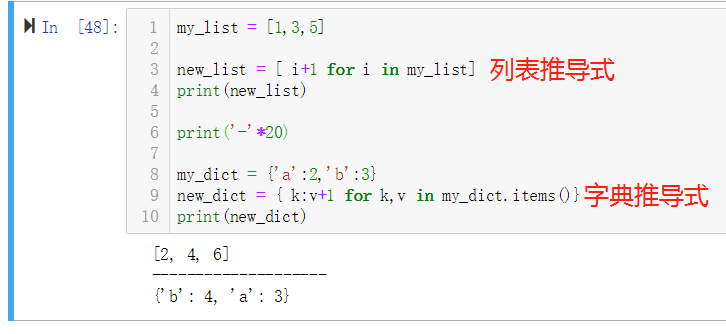 In [48]:
1 my_list = [1,3,5]
2
3 new_list = [ i+1 for i in my_list] 列表推导式
4 print(new_list)
5
6 print('-'*20)
7
8 my_dict = {'a':2,'b':3}
9 new_dict = { k:v+1 for k,v in my_dict.items()} 字典推导式
10 print(new_dict)
[2, 4, 6]
--------------------
{'b': 4, 'a': 3}